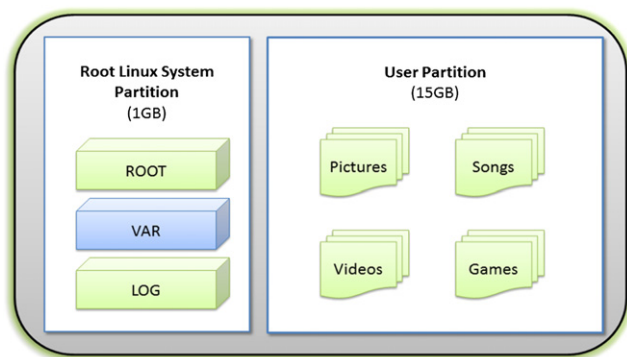 Root Linux System
Partition
(1GB)
ROOT
VAR
LOG
User Partition
(15GB)
Pictures
Songs
Videos
Games